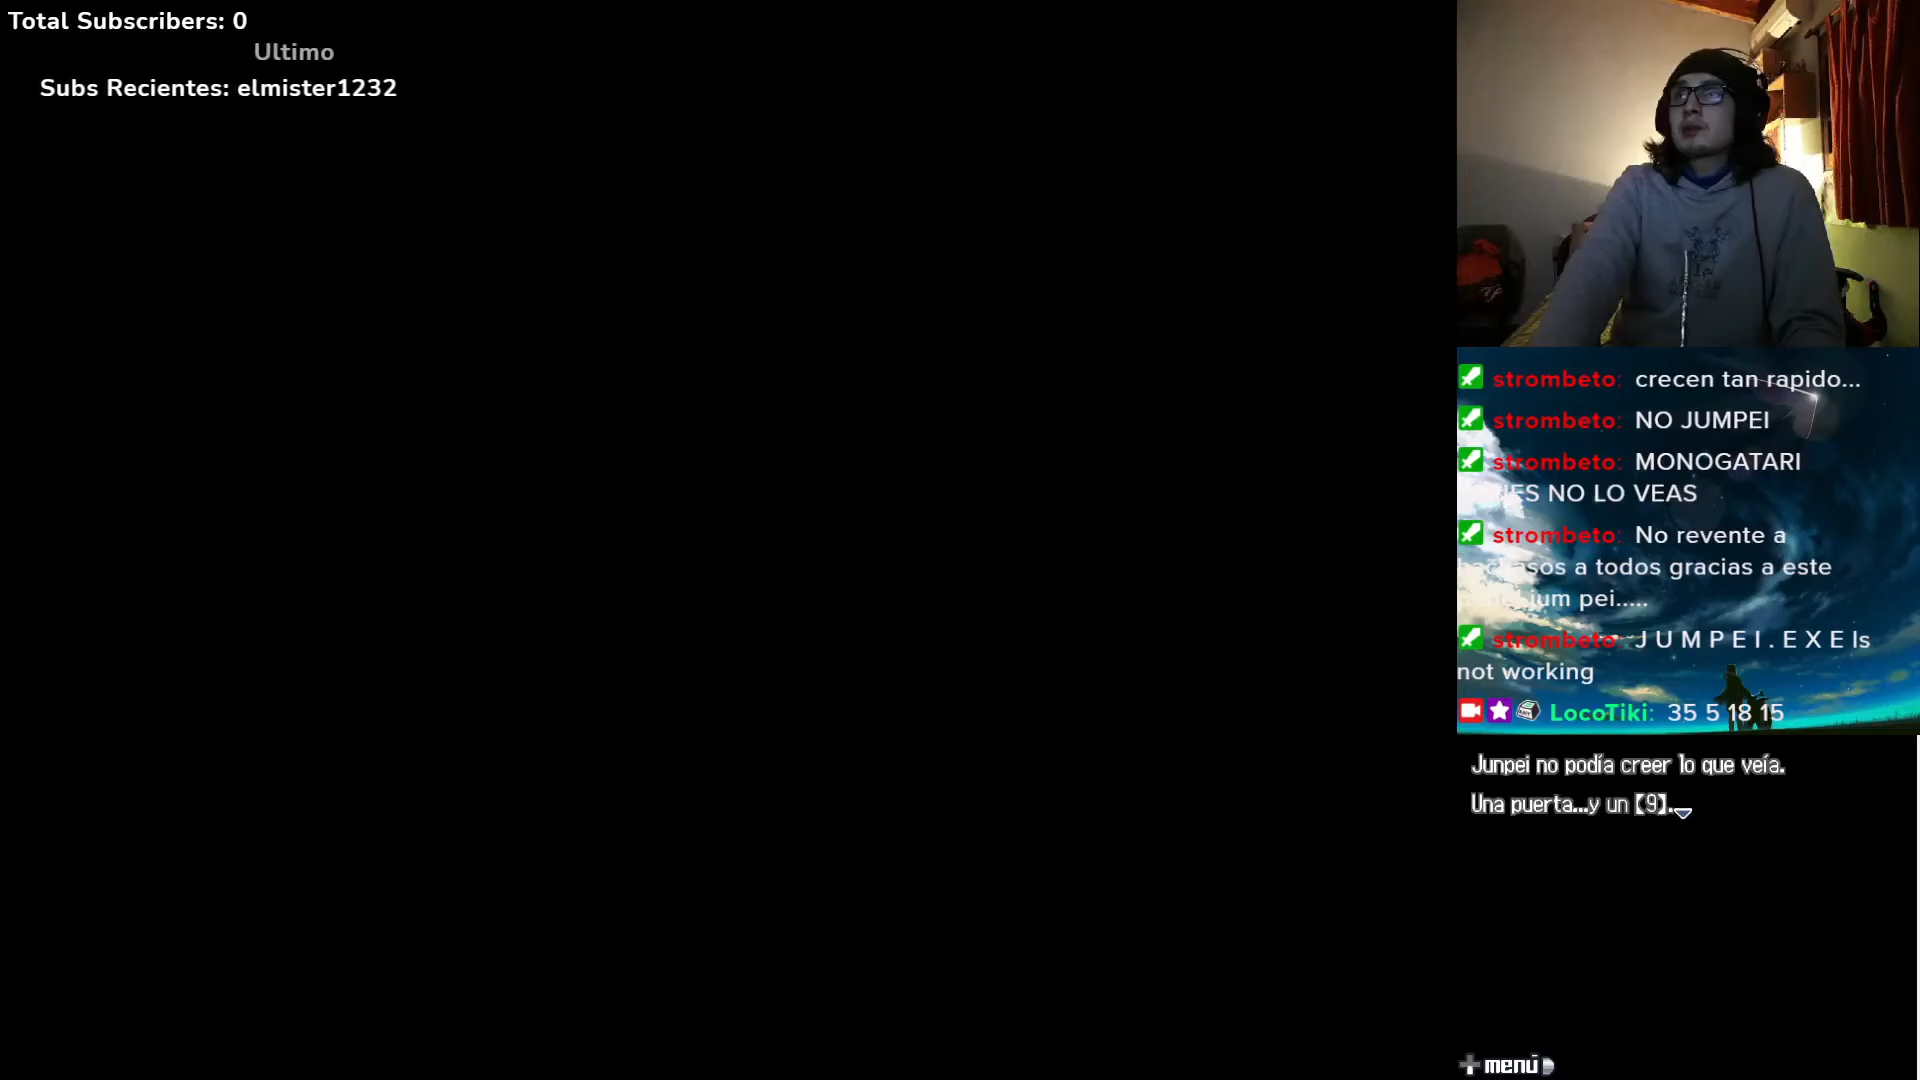 Total Subscribers: 0
Ultimo
Subs Recientes: elmister1232
strombeto: crecen tan rapido...
strombeto: NO JUMPEI
strombeto: MONOGATARI
NO LO VEAS
strombeto: No revente a
a todos gracias a este
pei.....
strombeto: J U M P E I . E X E Is
not working
LocoTiki: 35 5 18 15
Junpei no podía creer lo que veía.
Una puerta...y un【9】.
menú